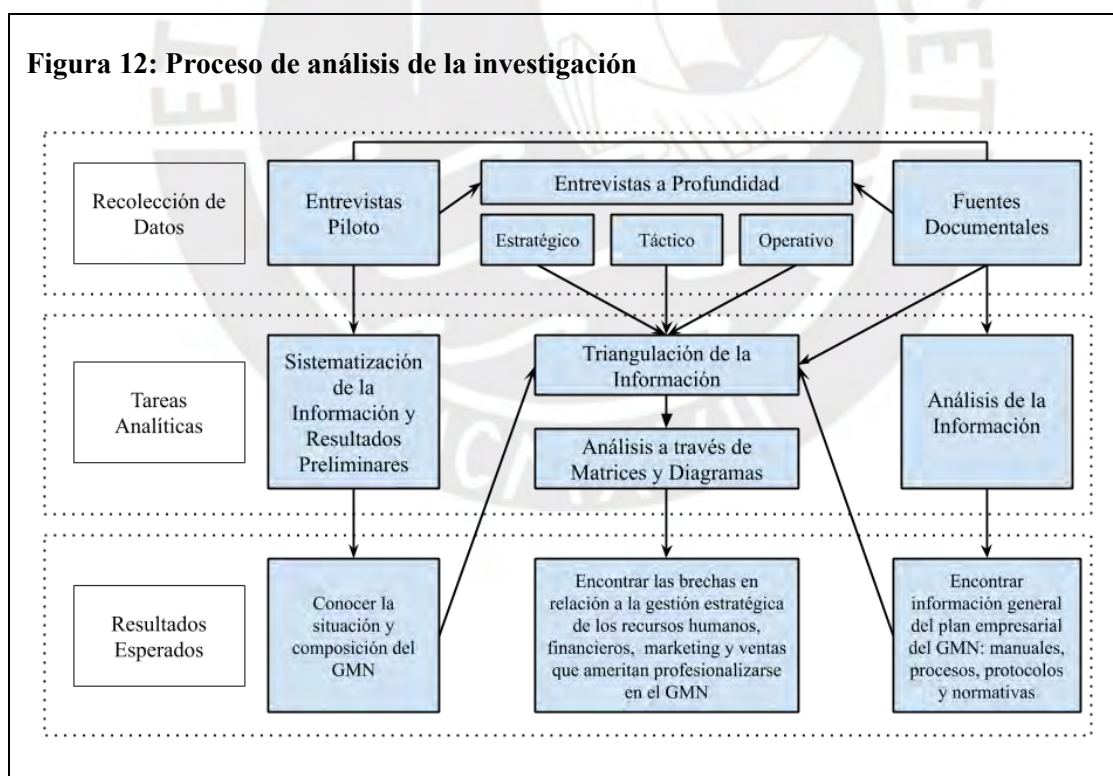 Figura 12: Proceso de análisis de la investigación
Recolección de
Datos
Entrevistas
Piloto
Entrevistas a Profundidad
Estratégico
Táctico
Operativo
Fuentes
Documentales
Tareas
Analíticas
Sistematización
de la
Información y
Resultados
Preliminares
Triangulación de la
Información
Análisis a través de
Matrices y Diagramas
Análisis de la
Información
Resultados
Esperados
Conocer la
situación y
composición del
GMN
Encontrar las brechas en
relación a la gestión estratégica
de los recursos humanos,
financieros, marketing y ventas
que ameritan profesionalizarse
en el GMN
Encontrar
información general
del plan empresarial
del GMN: manuales,
procesos, protocolos
y normativas